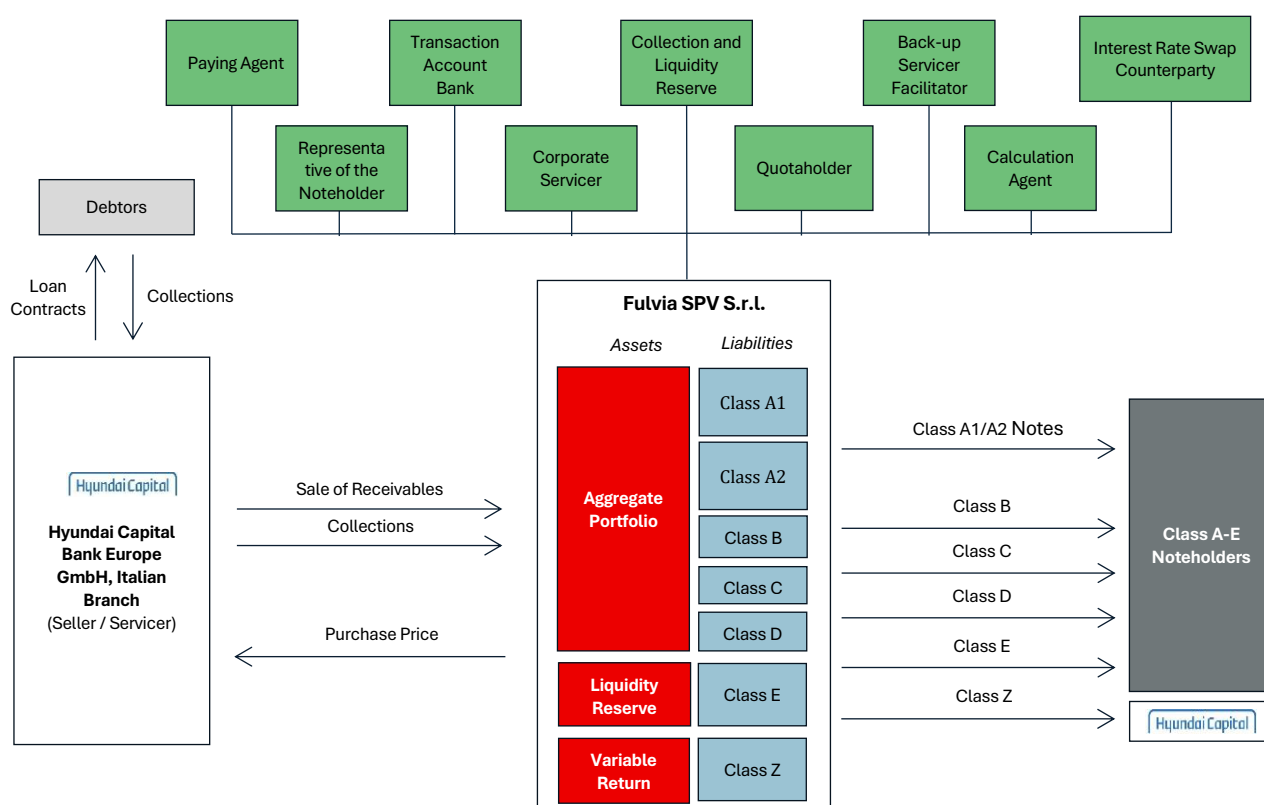 Paying Agent
Transaction
Account
Bank
Collection and
Liquidity
Reserve
Back-up
Servicer
Facilitator
Interest Rate Swap
Counterparty
Representa
tive of the
Noteholder
Corporate
Servicer
Quotaholder
Calculation
Agent
Debtors
Loan
Contracts
Collections
Hyundai Capital
Hyundai Capital
Bank Europe
GmbH, Italian
Branch
(Seller / Servicer)
Sale of Receivables
Collections
Purchase Price
Fulvia SPV S.r.l.
Assets
Liabilities
Aggregate
Portfolio
Liquidity
Reserve
Variable
Return
Class A1
Class A2
Class B
Class C
Class D
Class E
Class Z
Class A1/A2 Notes
Class B
Class C
Class D
Class E
Class Z
Class A-E
Noteholders
Hyundai Capital